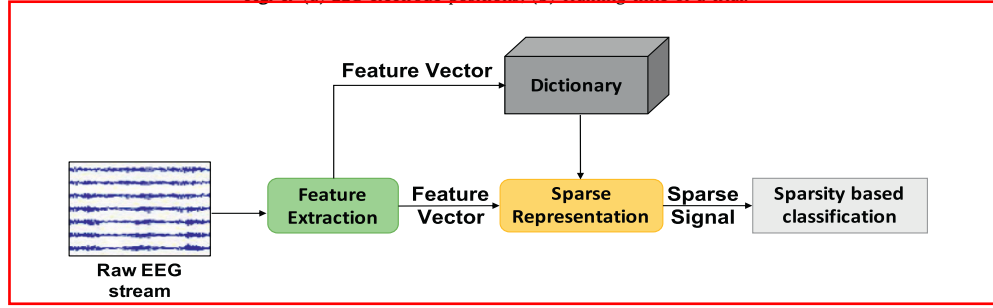 Feature Vector
Dictionary
Feature
Extraction
Feature
Vector
Sparse
Representation
Sparse
Signal
Sparsity based
classification
Raw EEG
stream